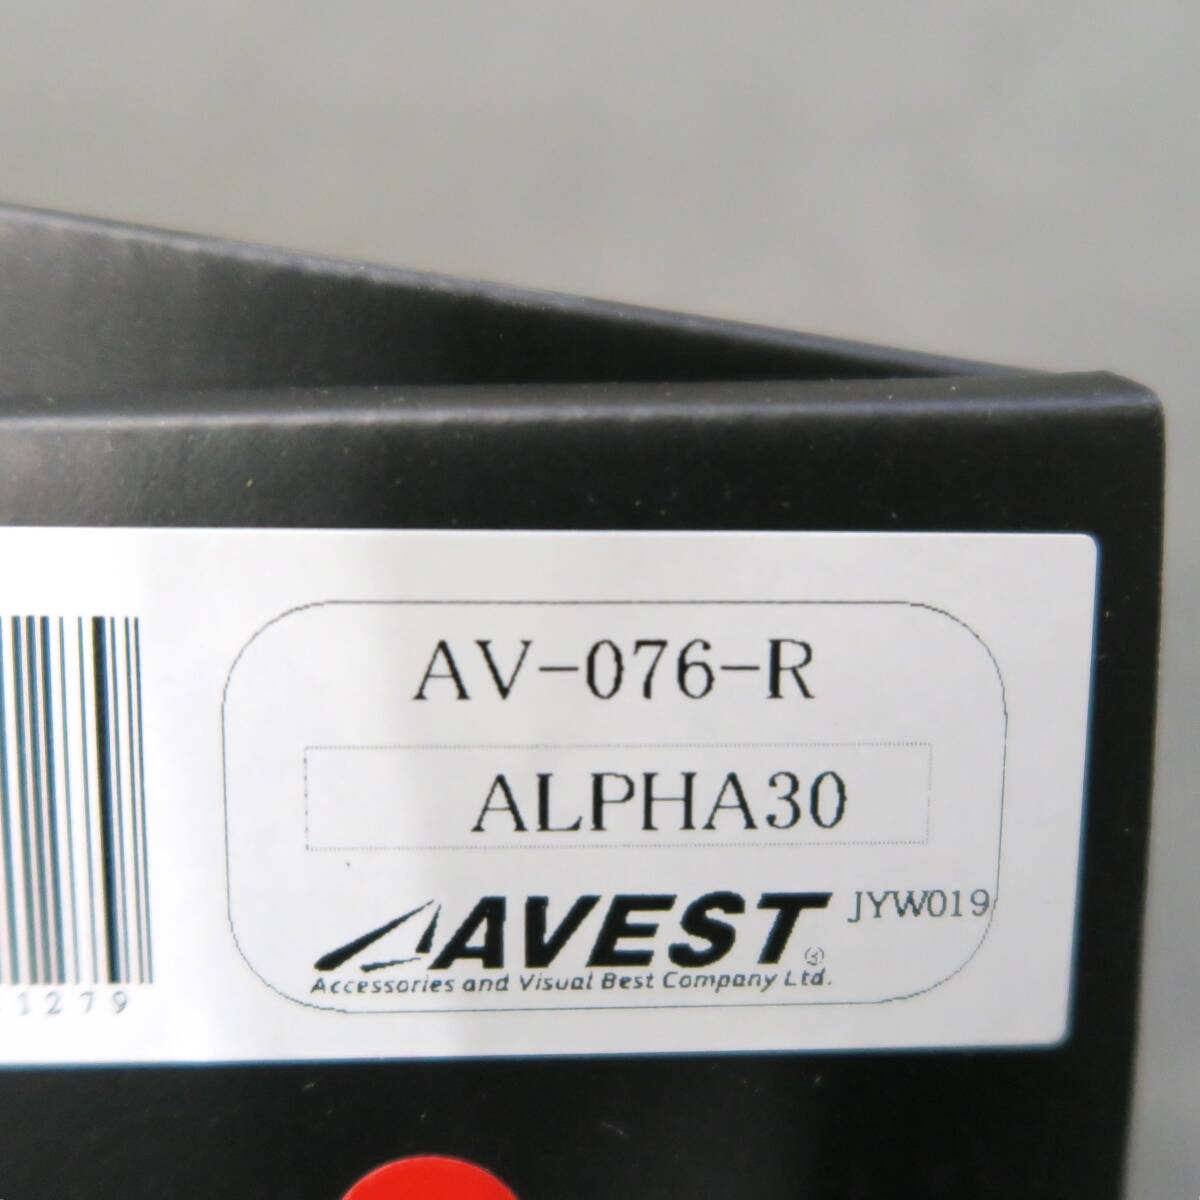 AV-076-R
ALPHA30
AVEST® JYW019
Accessories and Visual Best Company Ltd.
1279